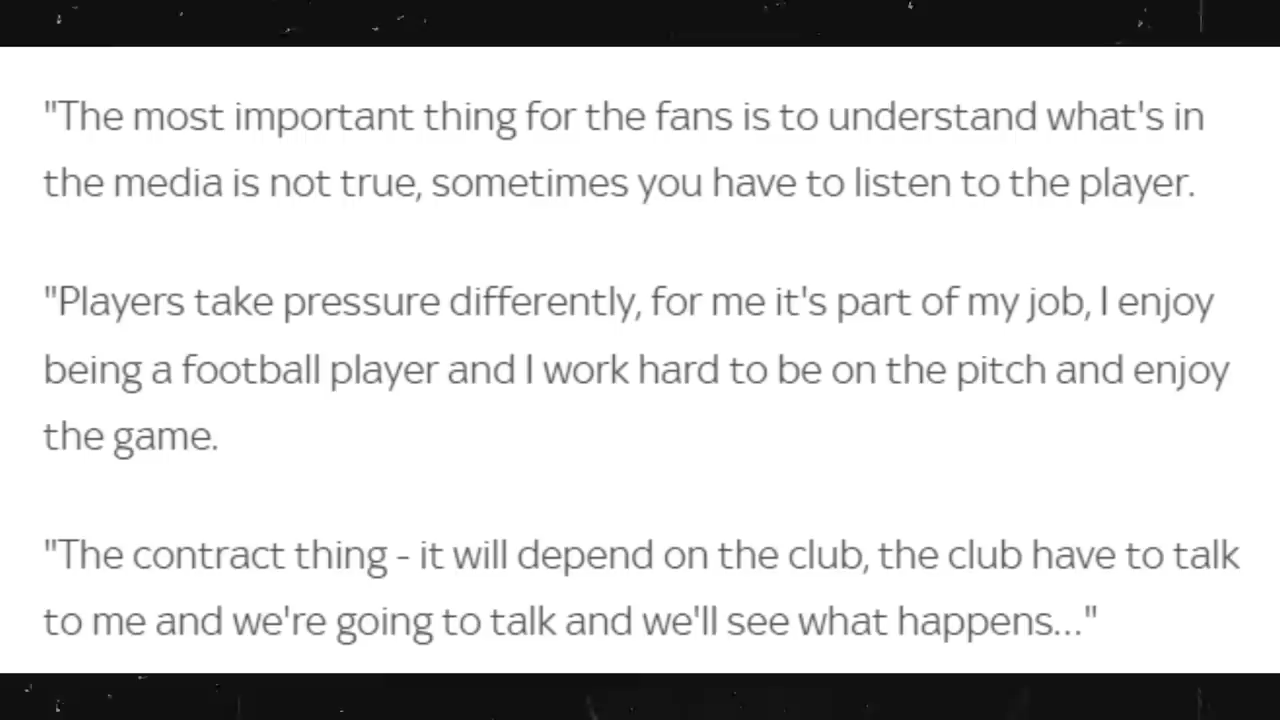 "The most important thing for the fans is to understand what's in
the media is not true, sometimes you have to listen to the player.
"Players take pressure differently, for me it's part of my job, I enjoy
being a football player and I work hard to be on the pitch and enjoy
the game.
"The contract thing - it will depend on the club, the club have to talk
to me and we're going to talk and we'll see what happens..."